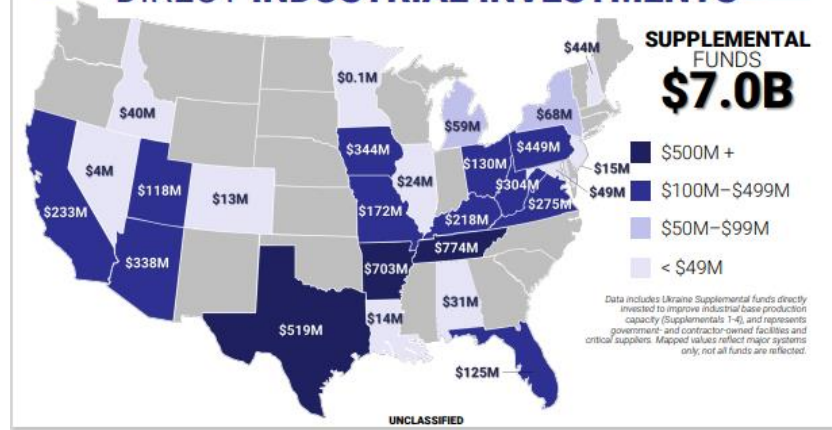 DIRECT INDUSTRIAL INVESTMENTS
$44M
SUPPLEMENTAL
FUNDS
$7.0B
$0.1M
$40M
$59M
$68M
$344M
$130M
$449M
$500M +
$4M
$118M
$13M
$24M
$304M
$15M
$49M
$100M–$499M
$233M
$172M
$218M
$275M
$50M–$99M
$338M
$703M
$774M
< $49M
$519M
$14M
$31M
Data includes Ukraine Supplemental funds directly
invested to improve industrial base production
capacity (Supplementals 1-4), and represents
government- and contractor-owned facilities and
critical suppliers. Mapped values reflect major systems
only; not all funds are reflected.
$125M
UNCLASSIFIED